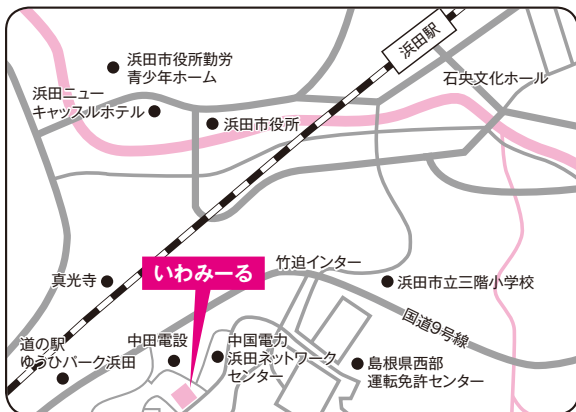 浜田駅
浜田市役所勤労
青少年ホーム
石央文化ホール
浜田ニュー
キャッスルホテル
浜田市役所
いわみーる
竹迫インター
真光寺
浜田市立三階小学校
国道9号線
道の駅
ゆうひパーク浜田
中田電設
中国電力
浜田ネットワーク
センター
島根県西部
運転免許センター